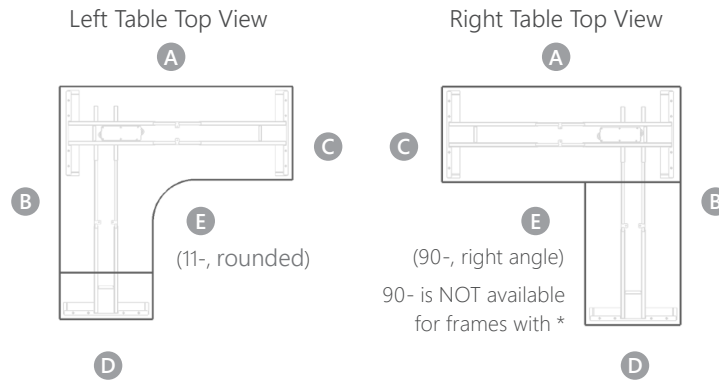 Left Table Top View
A
C
B
E
(11-, rounded)
D
Right Table Top View
A
C
B
E
(90-, right angle)
90- is NOT available
for frames with *
D